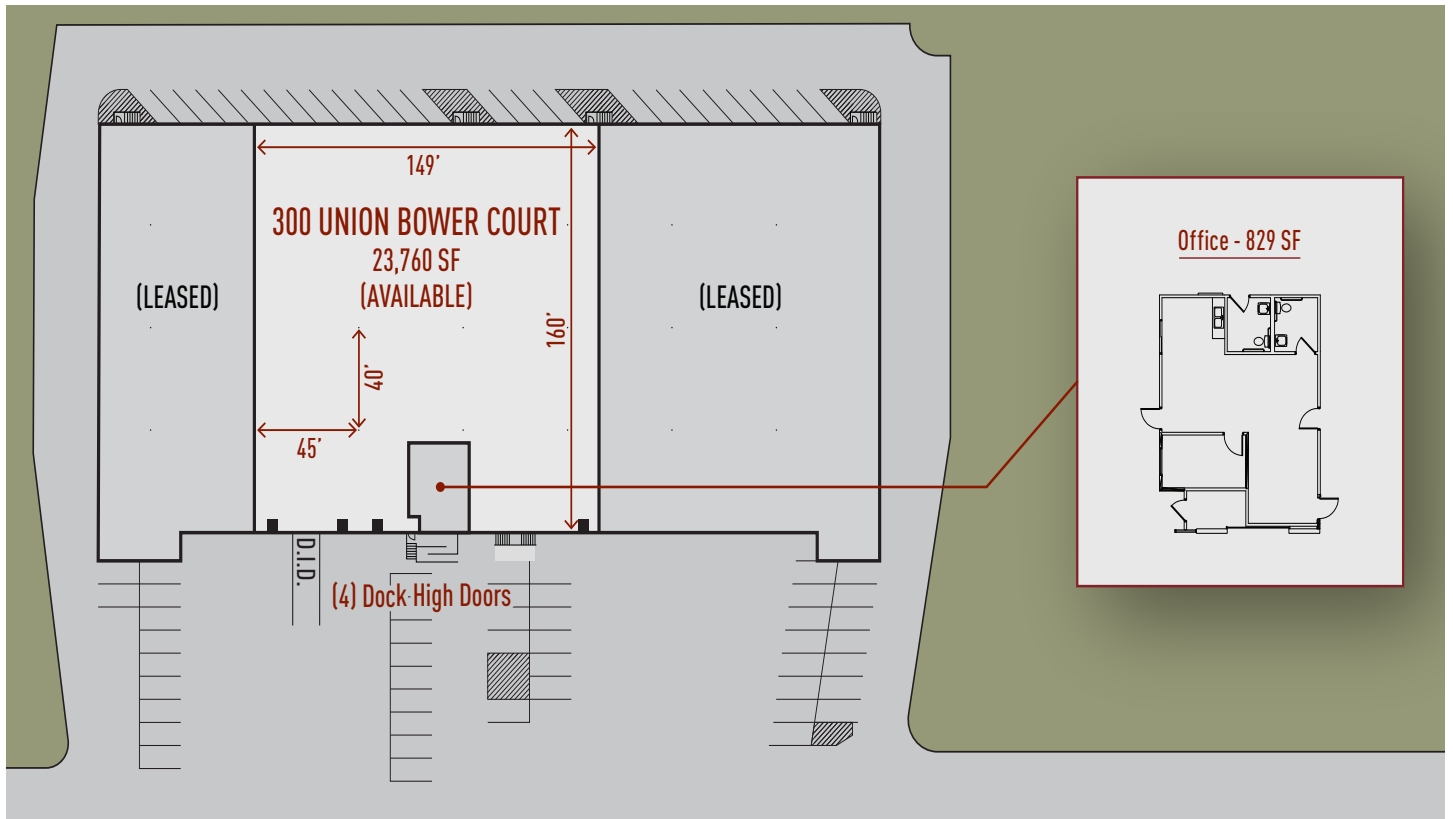 149’
300 UNION BOWER COURT
23,760 SF
(AVAILABLE)
(LEASED)
(LEASED)
160’
40’
45’
D.I.D.
(4) Dock-High Doors
Office - 829 SF